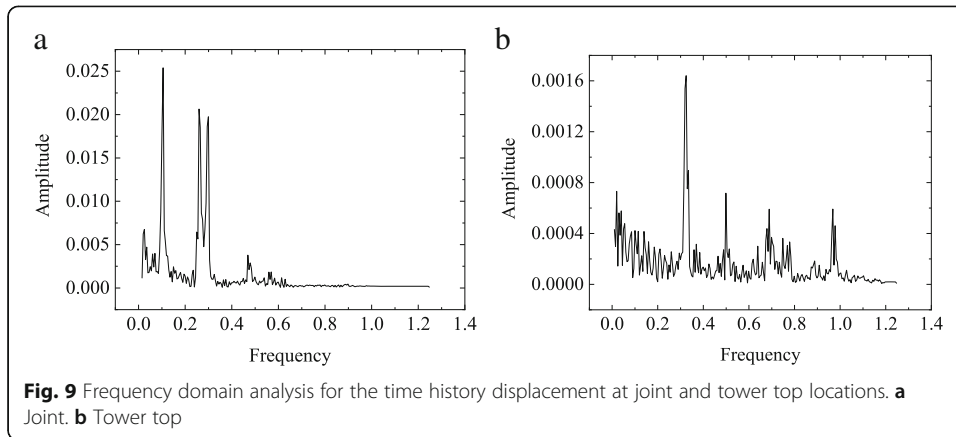 a
b
0.025
0.020
0.015
0.010
0.005
0.000
Amplitude
0.0 0.2 0.4 0.6 0.8 1.0 1.2 1.4
Frequency
0.0016
0.0012
0.0008
0.0004
0.0000
Amplitude
0.0 0.2 0.4 0.6 0.8 1.0 1.2 1.4
Frequency
Fig. 9 Frequency domain analysis for the time history displacement at joint and tower top locations. a
Joint. b Tower top